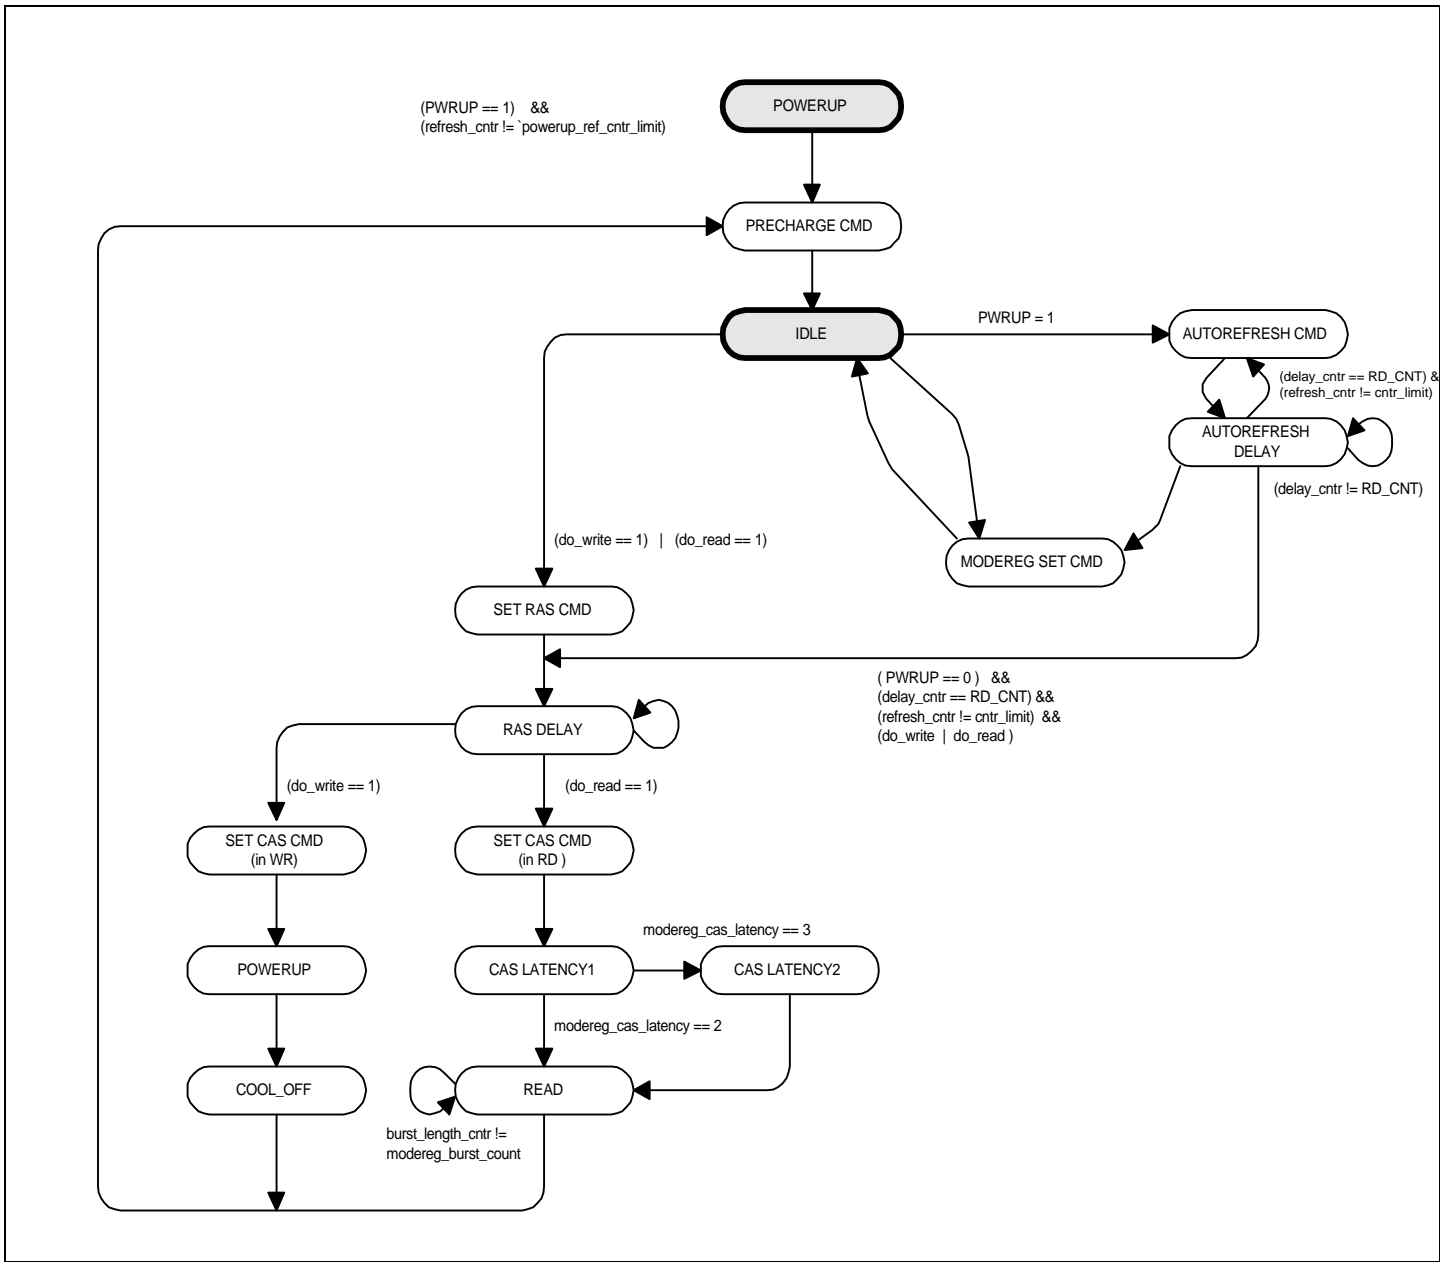 POWERUP
(PWRUP == 1) &&
(refresh_cntr != `powerup_ref_cntr_limit)
PRECHARGE CMD
IDLE
PWRUP = 1
AUTOREFRESH CMD
(delay_cntr == RD_CNT) &
(refresh_cntr != cntr_limit)
AUTOREFRESH
DELAY
(delay_cntr != RD_CNT)
(do_write == 1) | (do_read == 1)
MODEREG SET CMD
SET RAS CMD
( PWRUP == 0 ) &&
(delay_cntr == RD_CNT) &&
(refresh_cntr != cntr_limit) &&
(do_write | do_read )
RAS DELAY
(do_write == 1)
(do_read == 1)
SET CAS CMD
(in WR)
SET CAS CMD
(in RD )
modereg_cas_latency == 3
POWERUP
CAS LATENCY1
CAS LATENCY2
modereg_cas_latency == 2
COOL_OFF
READ
burst_length_cntr !=
modereg_burst_count